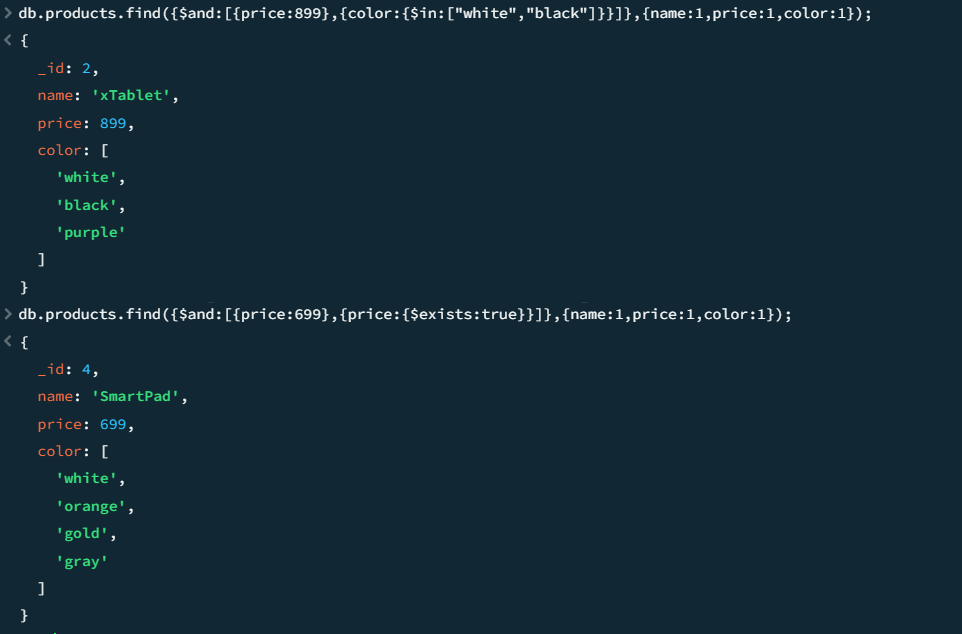 > db.products.find({$and:[{price:899},{color:{$in:["white","black"]}}]},{name:1,price:1,color:1});
< {
_id: 2,
name: 'xTablet',
price: 899,
color: [
'white',
'black',
'purple'
]
}
> db.products.find({$and:[{price:699},{price:{$exists:true}}]},{name:1,price:1,color:1});
< {
_id: 4,
name: 'SmartPad',
price: 699,
color: [
'white',
'orange',
'gold',
'gray'
]
}